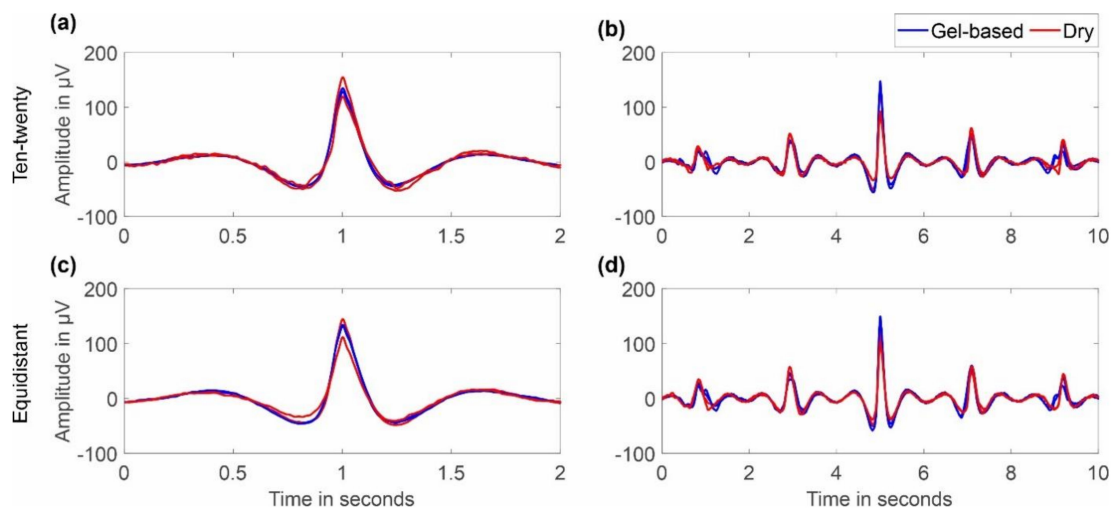 (a)
(b)
Gel-based Dry
Ten-twenty
Amplitude in µV
200
100
0
-100
0 0.5 1 1.5 2
200
100
0
-100
0 2 4 6 8 10
(c)
(d)
Equidistant
Amplitude in µV
200
100
0
-100
0 0.5 1 1.5 2
Time in seconds
200
100
0
-100
0 2 4 6 8 10
Time in seconds